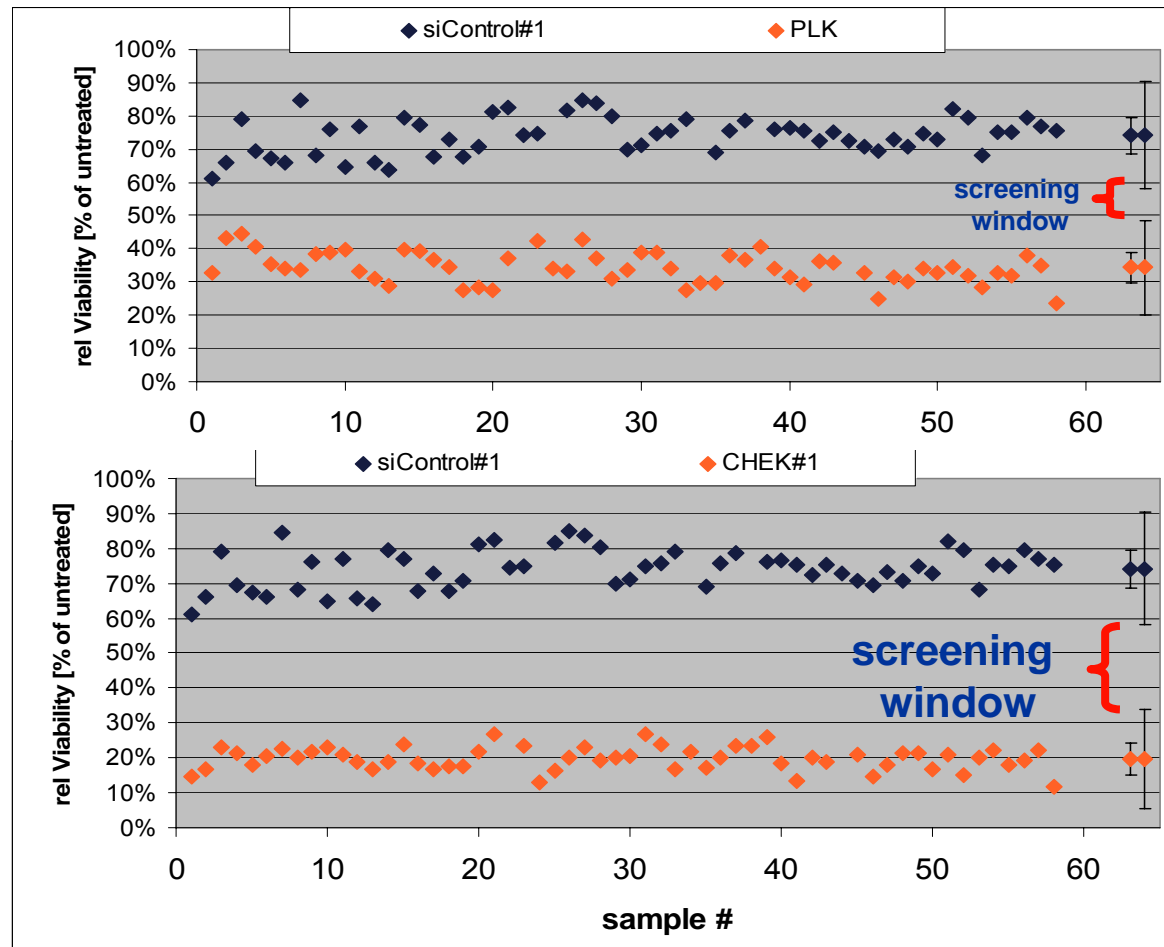 siControl#1 PLK
100%
90%
80%
70%
60%
50%
40%
30%
20%
10%
0%
rel Viability [% of untreated]
screening
window
0 10 20 30 40 50 60
siControl#1 CHEK#1
100%
90%
80%
70%
60%
50%
40%
30%
20%
10%
0%
rel Viability [% of untreated]
screening
window
0 10 20 30 40 50 60
sample #